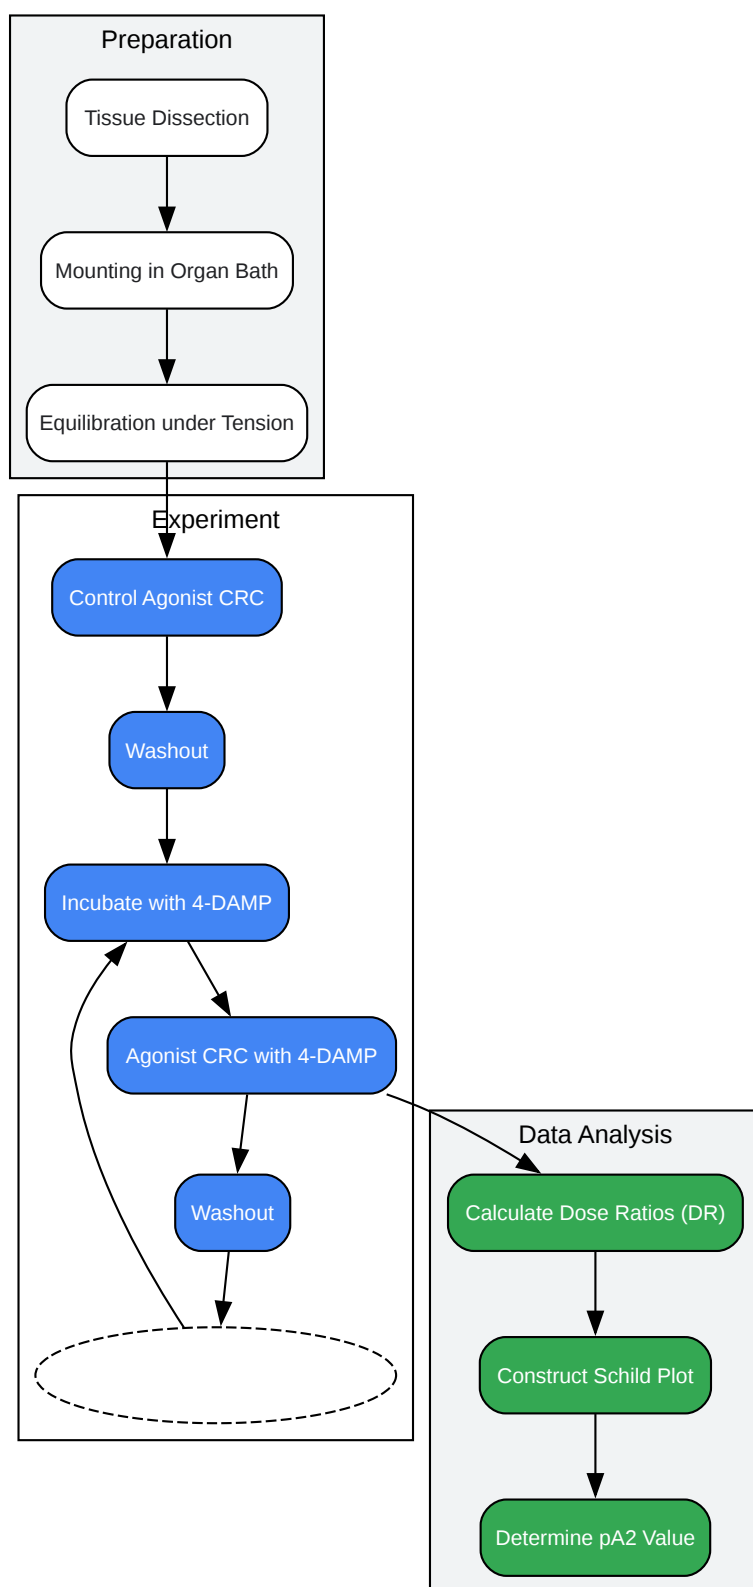 Preparation
Tissue Dissection
Mounting in Organ Bath
Equilibration under Tension
Experiment
Control Agonist CRC
Washout
Incubate with 4-DAMP
Agonist CRC with 4-DAMP
Washout
Data Analysis
Calculate Dose Ratios (DR)
Construct Schild Plot
Determine pA2 Value